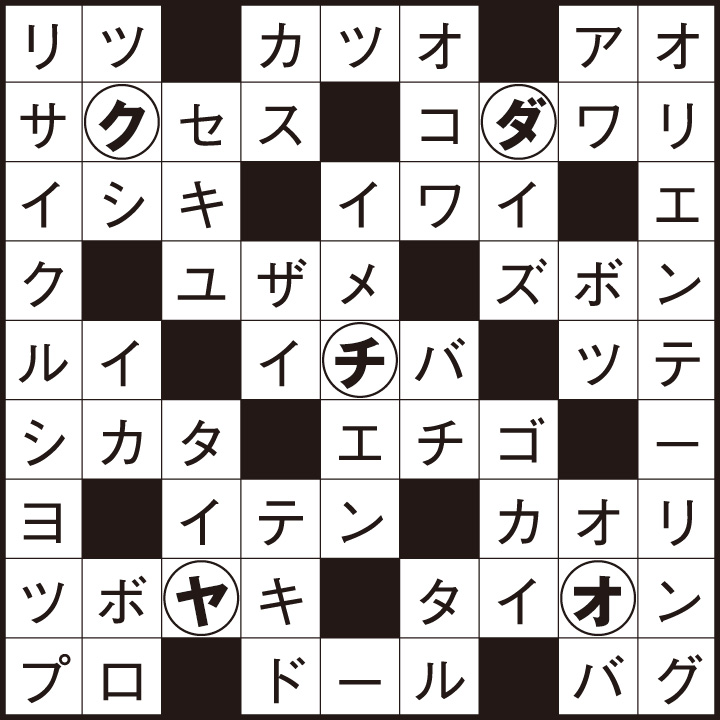 リツ カツオ アオ
サクセス コダワリ
イシキ イワイ エ
ク ユザメ ズボン
ルイ イチバ ツテ
シカタ エチゴ ー
ヨ イテン カオリ
ツボヤキ タイオン
プロ ドール バグ